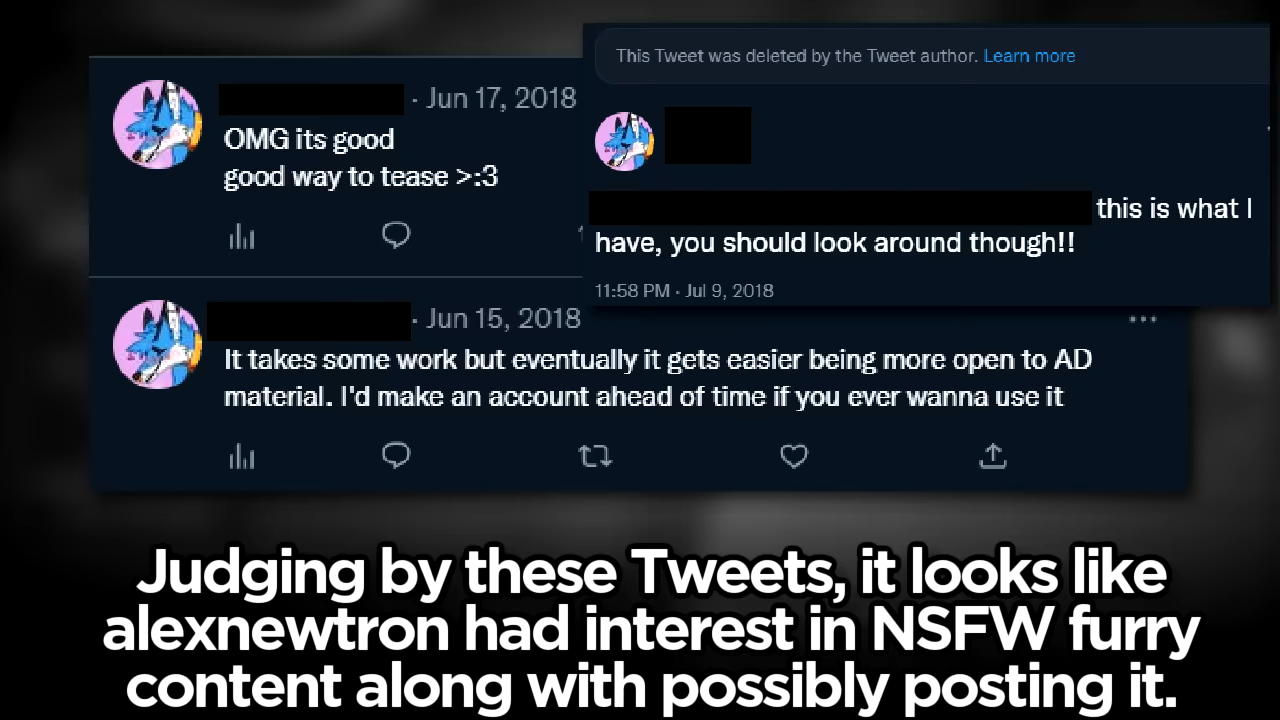 · Jun 17, 2018
OMG its good
good way to tease >:3
This Tweet was deleted by the Tweet author. Learn more
this is what I
have, you should look around though!!
11:58 PM · Jul 9, 2018
· Jun 15, 2018
It takes some work but eventually it gets easier being more open to AD
material. I'd make an account ahead of time if you ever wanna use it
Judging by these Tweets, it looks like
alexnewtron had interest in NSFW furry
content along with possibly posting it.